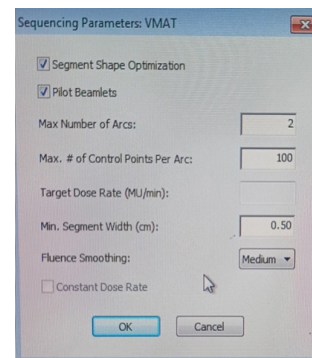 Sequencing Parameters: VMAT
Segment Shape Optimization
Pilot Beamlets
Max Number of Arcs: 2
Max. # of Control Points Per Arc: 100
Target Dose Rate (MU/min):
Min. Segment Width (cm): 0.50
Fluence Smoothing: Medium
Constant Dose Rate
OK Cancel